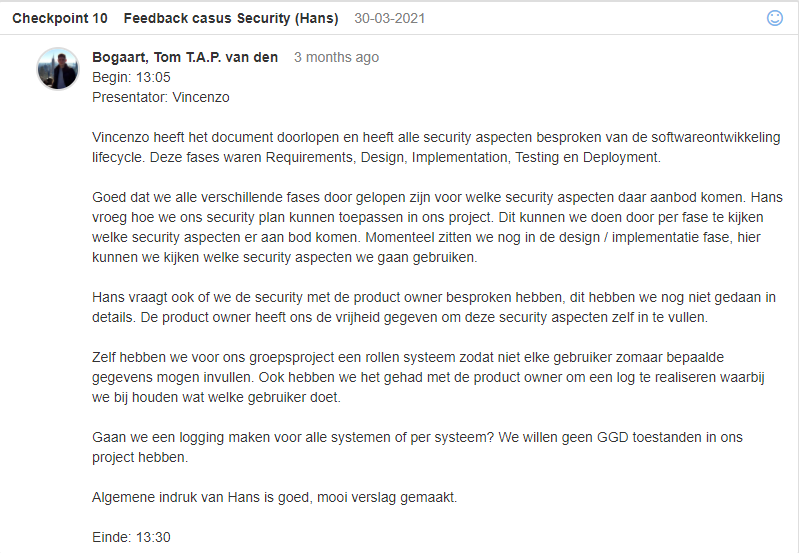 Checkpoint 10 Feedback casus Security (Hans) 30-03-2021
Bogaart, Tom T.A.P. van den 3 months ago
Begin: 13:05
Presentator: Vincenzo
Vincenzo heeft het document doorlopen en heeft alle security aspecten besproken van de softwareontwikkeling
lifecycle. Deze fases waren Requirements, Design, Implementation, Testing en Deployment.
Goed dat we alle verschillende fases door gelopen zijn voor welke security aspecten daar aanbod komen. Hans
vroeg hoe we ons security plan kunnen toepassen in ons project. Dit kunnen we doen door per fase te kijken
welke security aspecten er aan bod komen. Momenteel zitten we nog in de design / implementatie fase, hier
kunnen we kijken welke security aspecten we gaan gebruiken.
Hans vraagt ook of we de security met de product owner besproken hebben, dit hebben we nog niet gedaan in
details. De product owner heeft ons de vrijheid gegeven om deze security aspecten zelf in te vullen.
Zelf hebben we voor ons groepsproject een rollen systeem zodat niet elke gebruiker zomaar bepaalde
gegevens mogen invullen. Ook hebben we het gehad met de product owner om een log te realiseren waarbij
we bij houden wat welke gebruiker doet.
Gaan we een logging maken voor alle systemen of per systeem? We willen geen GGD toestanden in ons
project hebben.
Algemene indruk van Hans is goed, mooi verslag gemaakt.
Einde: 13:30